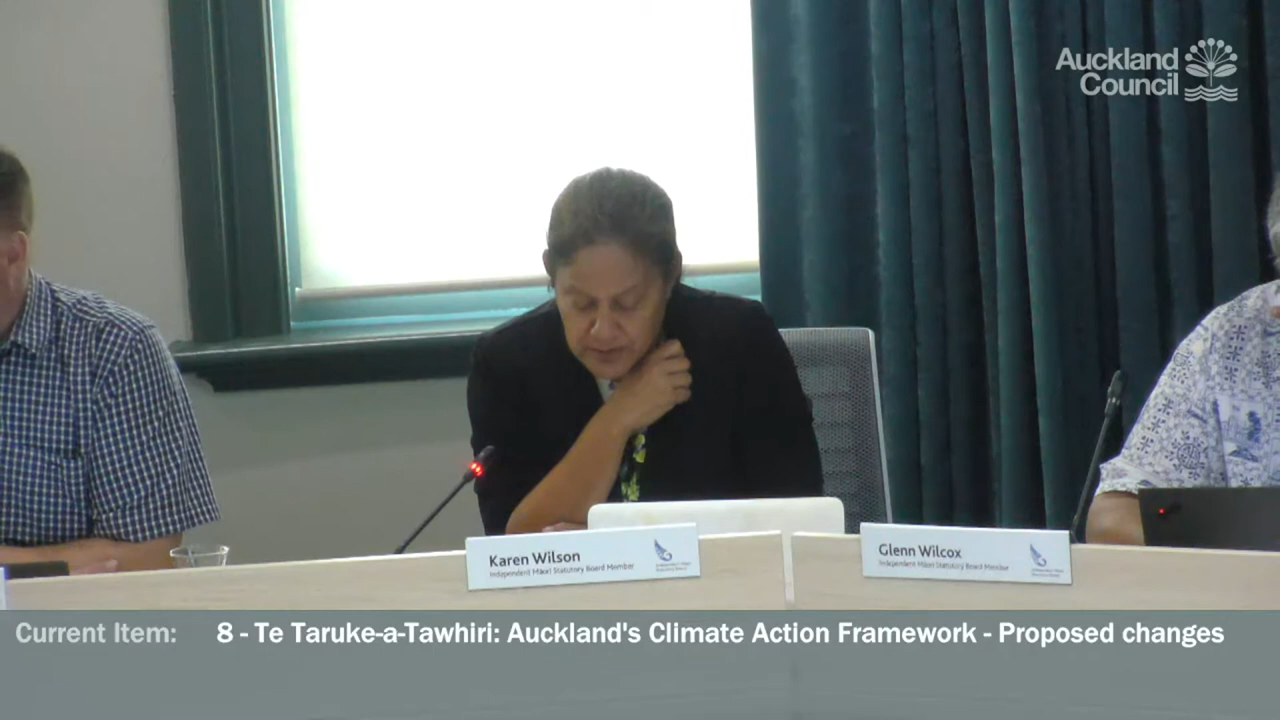 Auckland
Council
Karen Wilson
Independent Māori Statutory Board Member
Glenn Wilcox
Independent Māori Statutory Board Member
Current Item: 8 - Te Taruke-a-Tawhiri: Auckland's Climate Action Framework - Proposed changes